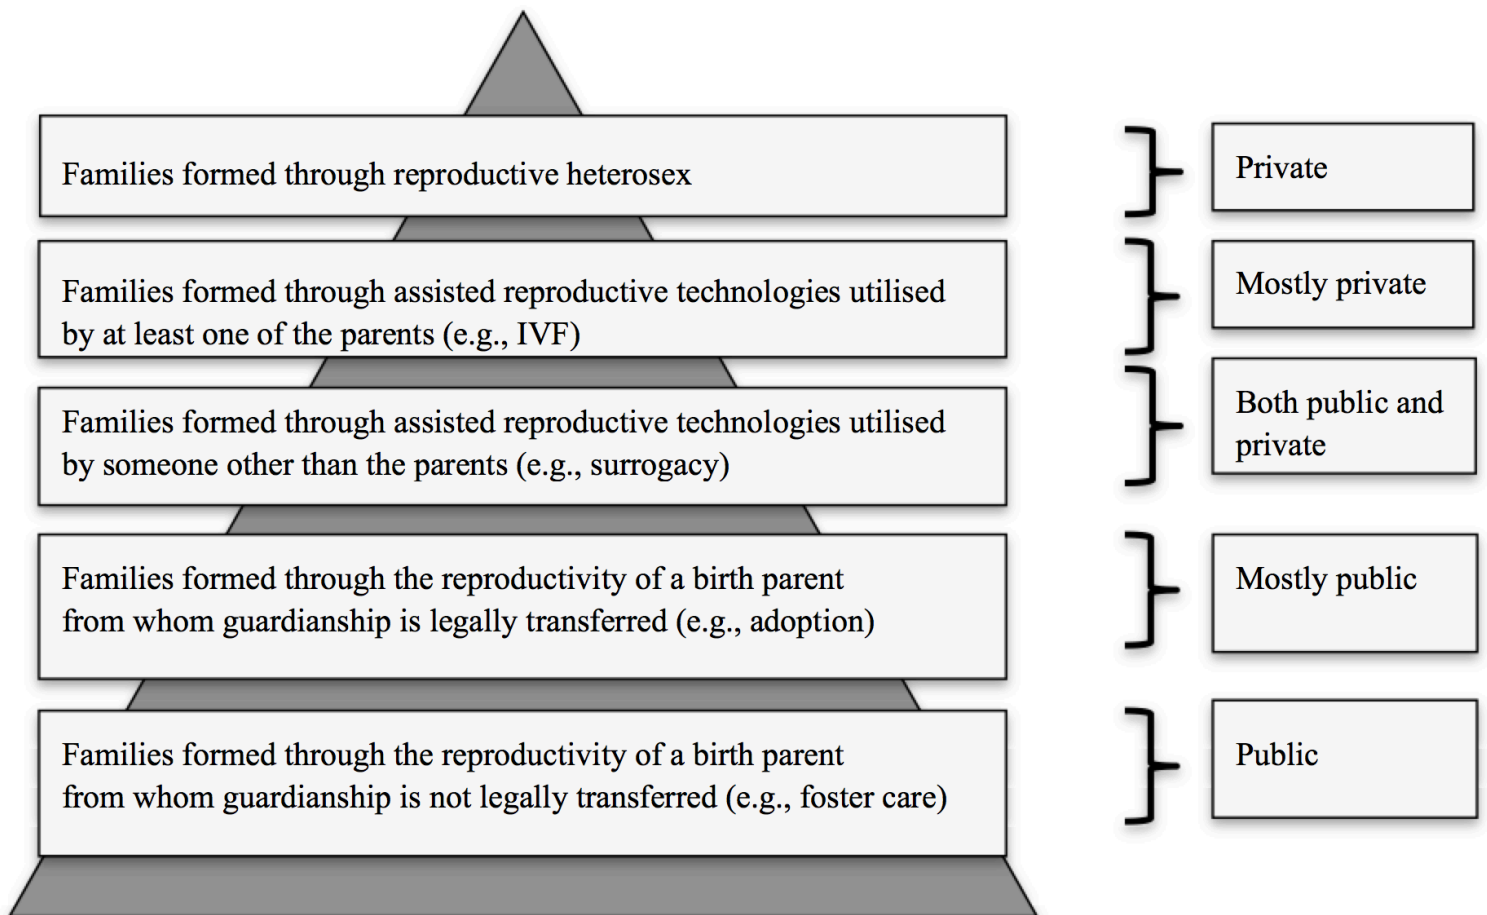 Families formed through reproductive heterosex
Private
Families formed through assisted reproductive technologies utilised
by at least one of the parents (e.g., IVF)
Mostly private
Families formed through assisted reproductive technologies utilised
by someone other than the parents (e.g., surrogacy)
Both public and
private
Families formed through the reproductivity of a birth parent
from whom guardianship is legally transferred (e.g., adoption)
Mostly public
Families formed through the reproductivity of a birth parent
from whom guardianship is not legally transferred (e.g., foster care)
Public